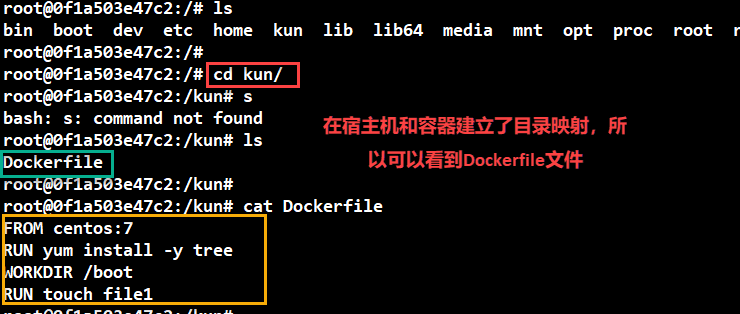 root@0f1a503e47c2:/# ls
bin boot dev etc home kun lib lib64 media mnt opt proc root
root@0f1a503e47c2:/#
root@0f1a503e47c2:/# cd kun/
root@0f1a503e47c2:/kun# s
bash: s: command not found
root@0f1a503e47c2:/kun# ls
Dockerfile
root@0f1a503e47c2:/kun#
root@0f1a503e47c2:/kun# cat Dockerfile
FROM centos:7
RUN yum install -y tree
WORKDIR /boot
RUN touch file1
root@0f1a503e47c2:/kun#
在宿主机和容器建立了目录映射，所
以可以看到Dockerfile文件